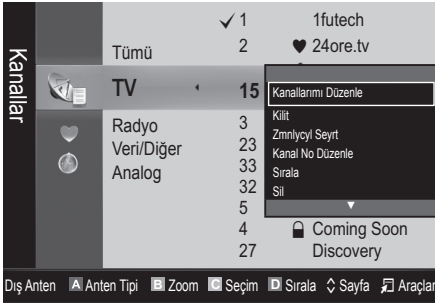 Kanallar
Tümü
TV
Radyo
Veri/Diğer
Analog
1 1futech
2 24ore.tv
15
3
23
33
32
5
4 Coming Soon
27 Discovery
Kanallarımı Düzenle
Kilit
Zmnlycyl Seyrt
Kanal No Düzenle
Sırala
Sil
Dış Anten A Anten Tipi B Zoom C Seçim D Sırala Sayfa Araçlar